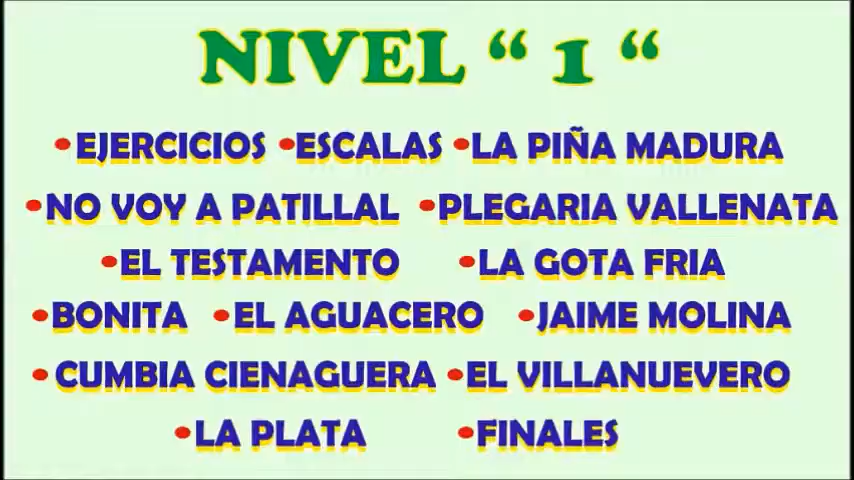 NIVEL “ 1 “
•EJERCICIOS •ESCALAS •LA PIÑA MADURA
•NO VOY A PATILLAL •PLEGARIA VALLENATA
•EL TESTAMENTO •LA GOTA FRIA
•BONITA •EL AGUACERO •JAIME MOLINA
•CUMBIA CIENAGUERA •EL VILLANUEVERO
•LA PLATA •FINALES